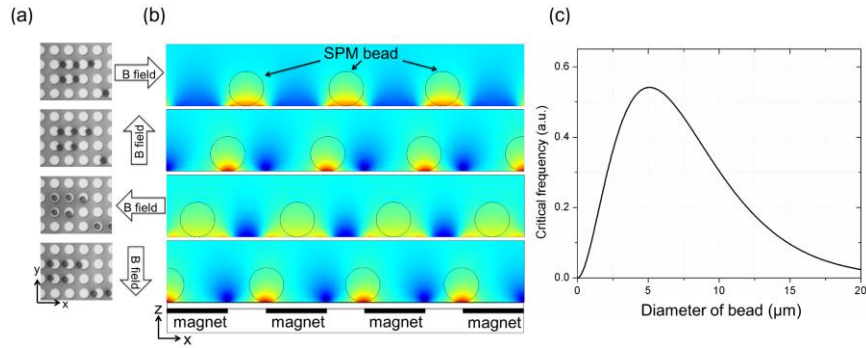 (a)
(b)
(c)
B field
B field
B field
B field
y
x
SPM bead
z
x
magnet
magnet
magnet
magnet
Critical frequency (a.u.)
0.6
0.4
0.2
0.0
0
5
10
15
20
Diameter of bead (μm)